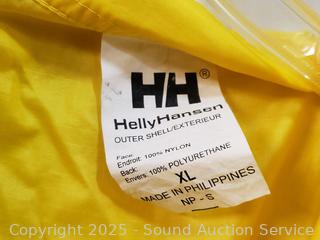 HH®
HellyHansen
OUTER SHELL/EXTERIEUR
Face:
Endroit: 100% NYLON
Back:
Envers: 100% POLYURETHANE
XL
MADE IN PHILIPPINES
NP - S
Copyright 2025 - Sound Auction Service